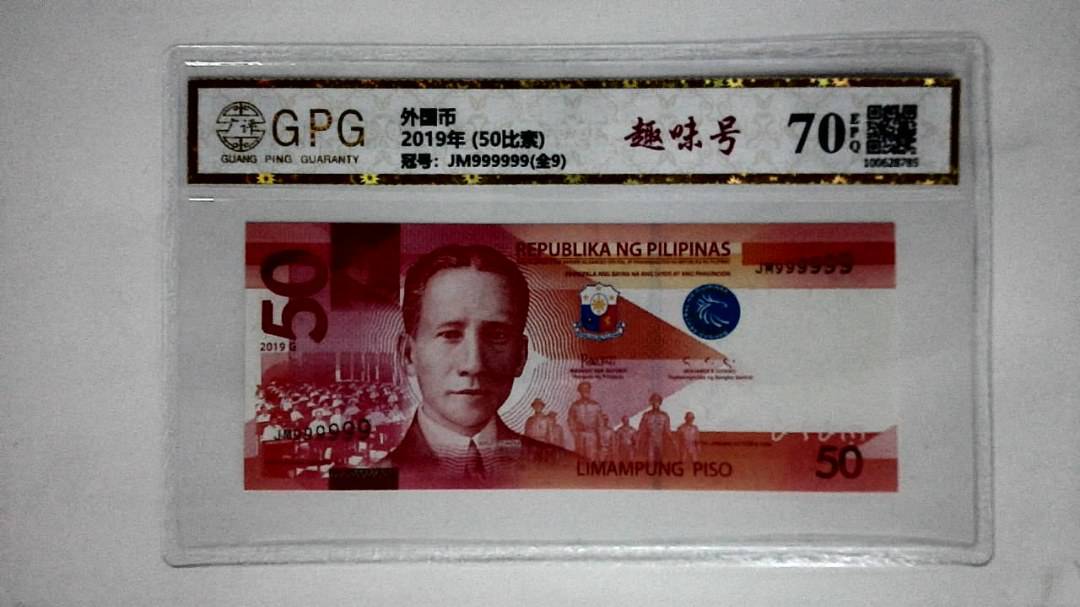 GPG
GUANG PING GUARANTY
外国币
2019年 (50比索)
冠号：JM999999(全9)
趣味号
70
EPQ
100628785
50
2019 G
REPUBLIKA NG PILIPINAS
JM999999
JM999999
LIMAMPUNG PISO
50